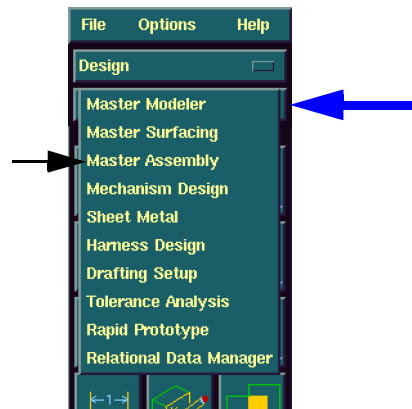 File Options Help
Design
Master Modeler
Master Surfacing
Master Assembly
Mechanism Design
Sheet Metal
Harness Design
Drafting Setup
Tolerance Analysis
Rapid Prototype
Relational Data Manager
1